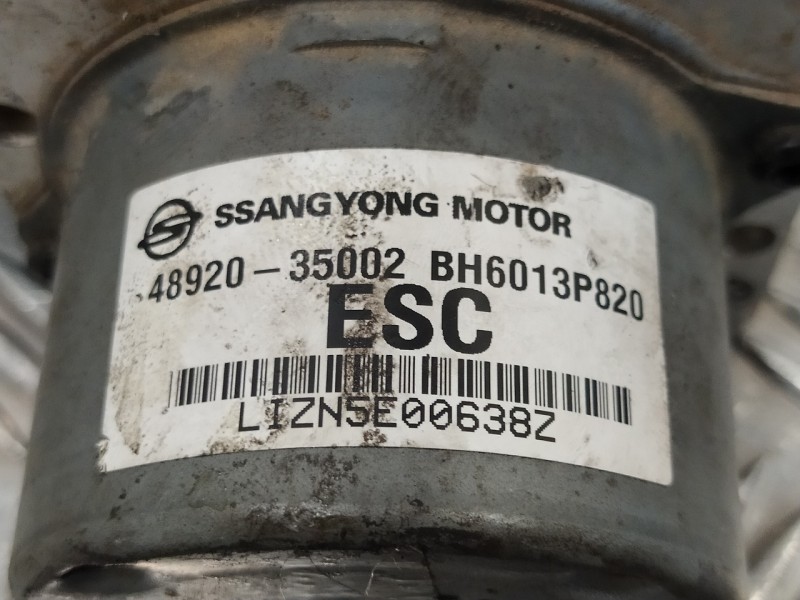 SSANGYONG MOTOR
48920-35002 BH6013P820
ESC
LIZN5E00638Z